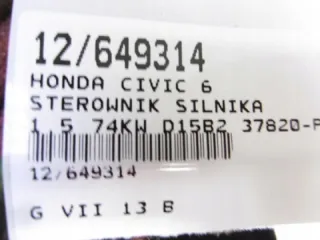 12/649314
HONDA CIVIC 6
STEROWNIK SILNIKA
1,5 74KW D15B2 37820-P
12/649314
G VII 13 B